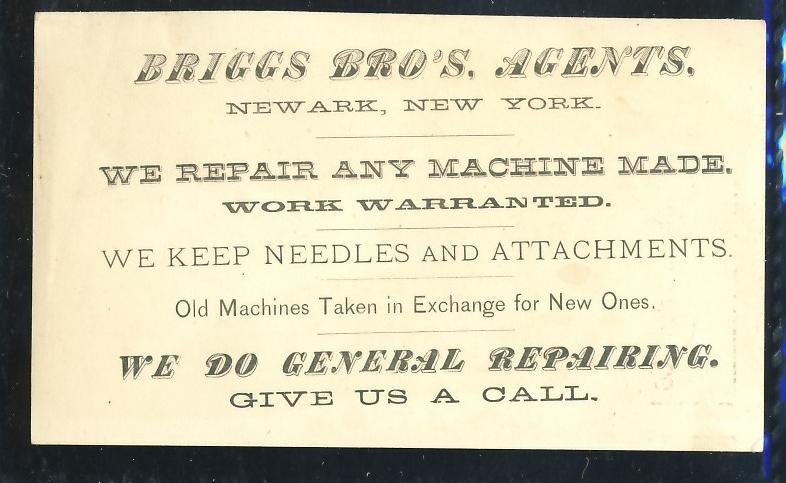 BRIGGS BRO'S, AGENTS,
NEWARK, NEW YORK.
WE REPAIR ANY MACHINE MADE.
WORK WARRANTED.
WE KEEP NEEDLES AND ATTACHMENTS.
Old Machines Taken in Exchange for New Ones.
WE DO GENERAL REPAIRING.
GIVE US A CALL.